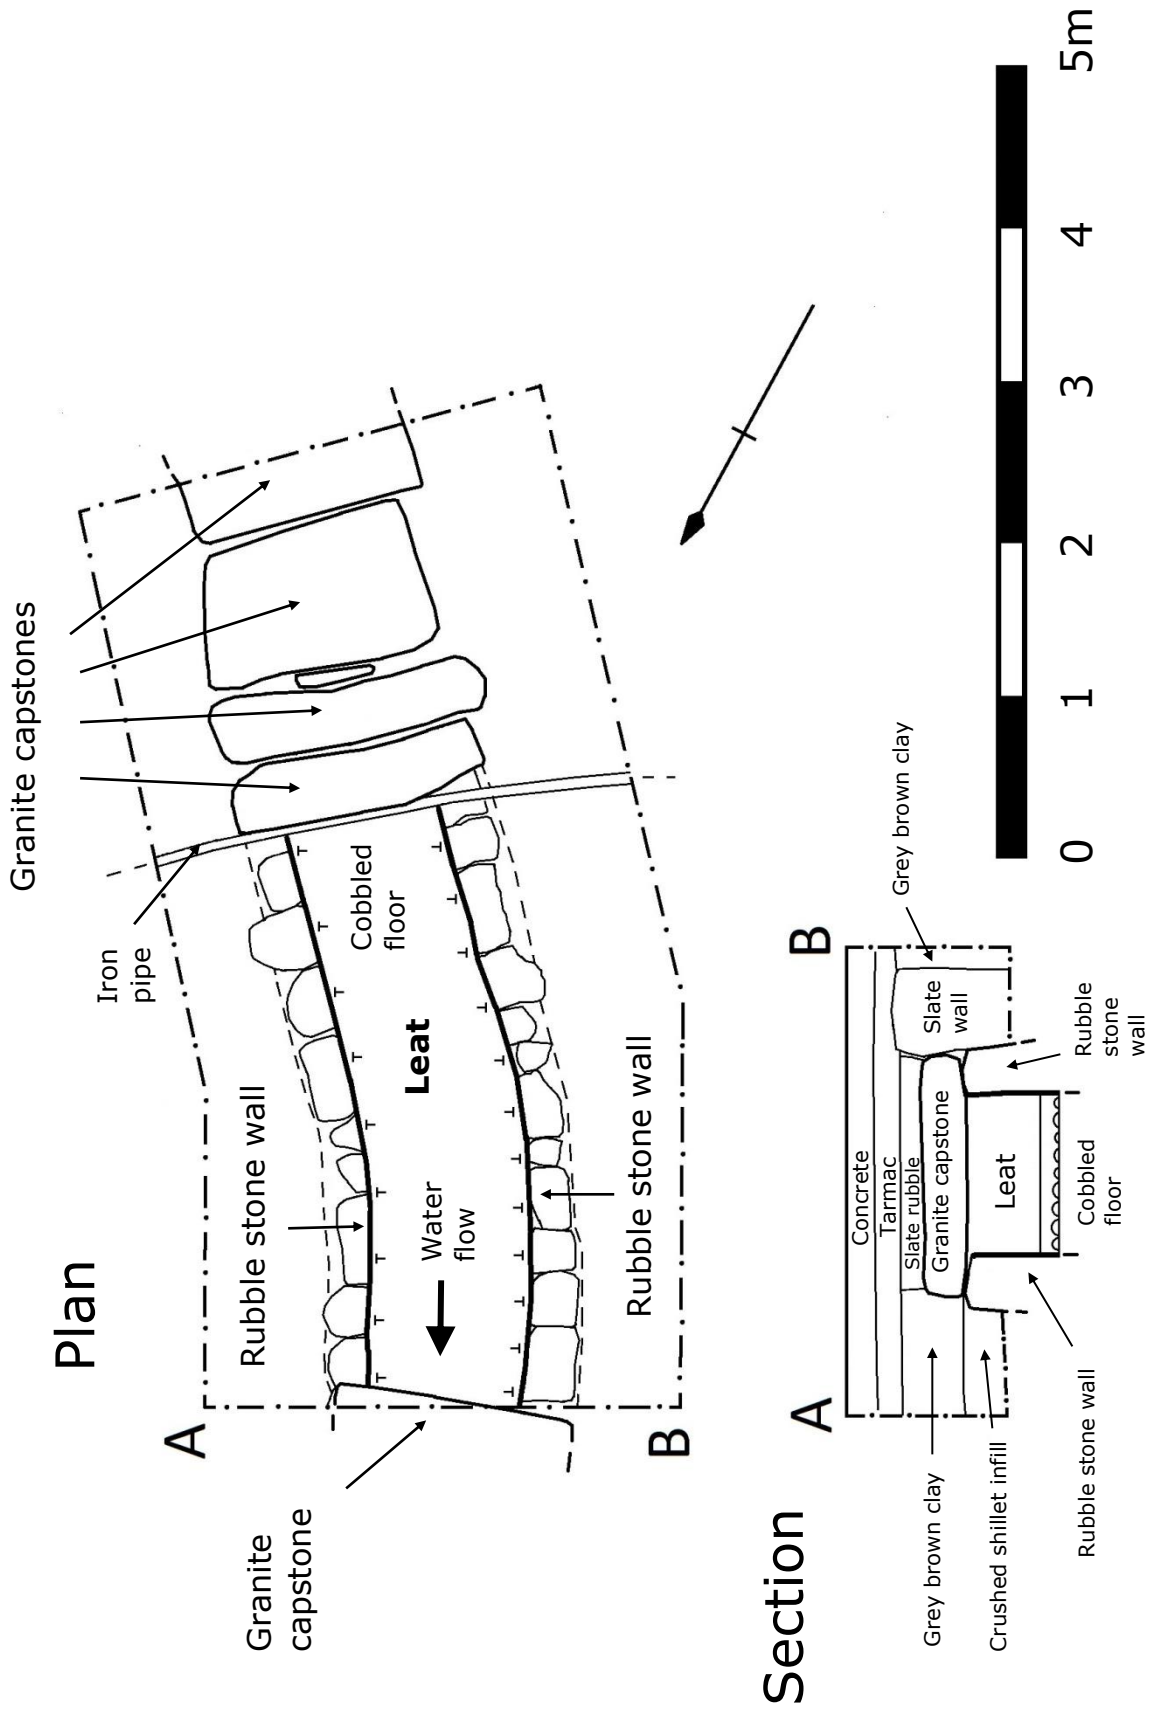 Plan
Granite capstones
Iron
pipe
A
Rubble stone wall
Cobbled
floor
Leat
Water
flow
Rubble stone wall
B
Granite
capstone
Section
A
B
Concrete
Tarmac
Slate rubble
Granite capstone
Slate
wall
Leat
Grey brown clay
Rubble
stone
wall
Cobbled
floor
Grey brown clay
Crushed shillet infill
Rubble stone wall
0 1 2 3 4 5m